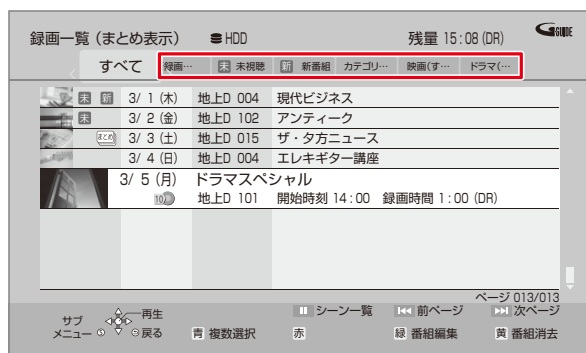 録画一覧（まとめ表示） HDD 残量 15:08 (DR) G GUIDE
すべて 録画… 未 未視聴 新 新番組 カテゴリ… 映画(す… ドラマ(…
未 新 3/ 1 (木) 地上D 004 現代ビジネス
未 3/ 2 (金) 地上D 102 アンティーク
まとめ 3/ 3 (土) 地上D 015 ザ・夕方ニュース
3/ 4 (日) 地上D 004 エレキギター講座
3/ 5 (月) ドラマスペシャル
10 地上D 101 開始時刻 14:00 録画時間 1:00 (DR)
ページ 013/013
サブメニュー S 再生 戻る シーン一覧 前ページ 次ページ
青 複数選択 赤 緑 番組編集 黄 番組消去